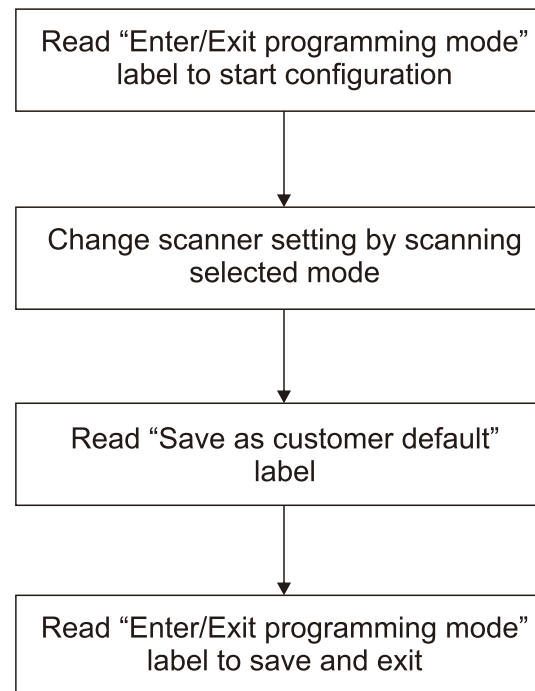 Read “Enter/Exit programming mode”
label to start configuration
Change scanner setting by scanning
selected mode
Read “Save as customer default”
label
Read “Enter/Exit programming mode”
label to save and exit